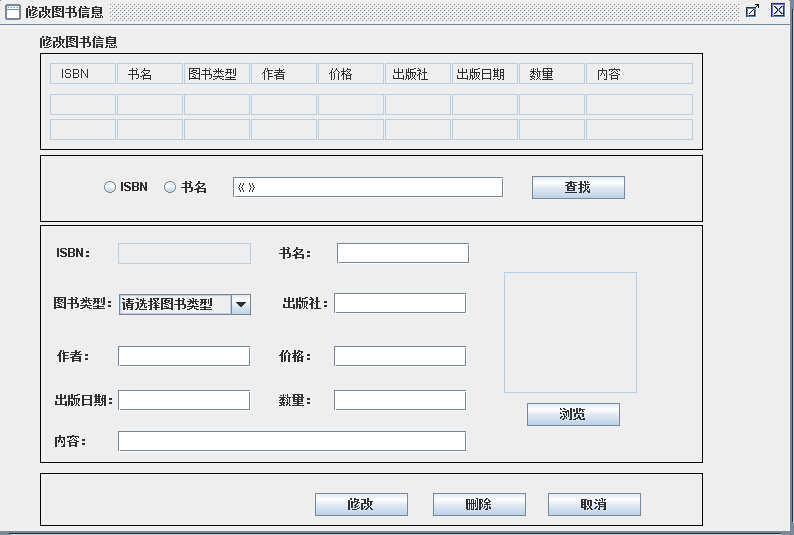 修改图书信息
修改图书信息
ISBN 书名 图书类型 作者 价格 出版社 出版日期 数量 内容
ISBN 书名 《》 查找
ISBN： 书名：
图书类型： 请选择图书类型 出版社：
作者： 价格：
出版日期： 数量：
浏览
内容：
修改 删除 取消